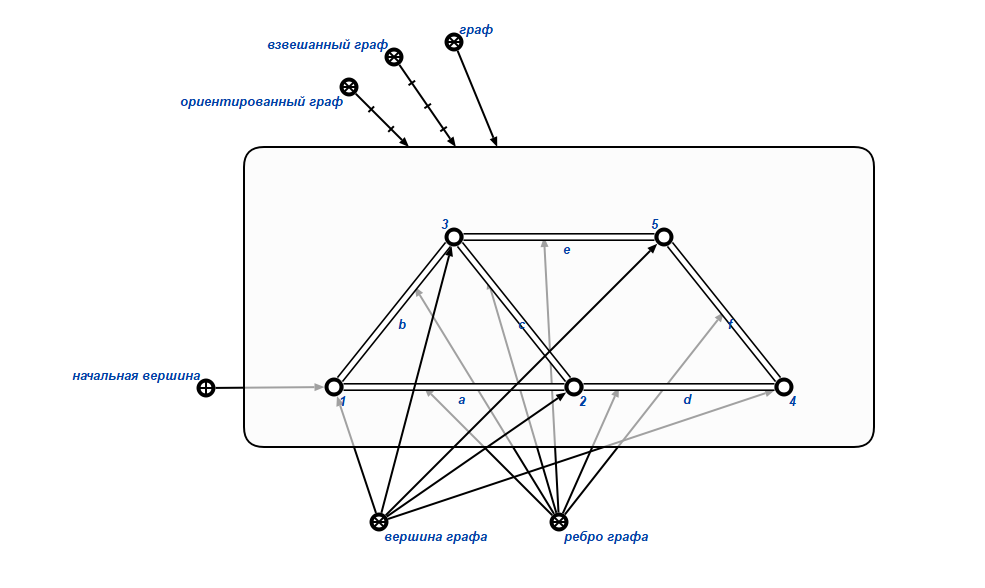 граф
взвешанный граф
ориентированный граф
3
5
e
b
c
f
начальная вершина
1
a
2
d
4
вершина графа
ребро графа